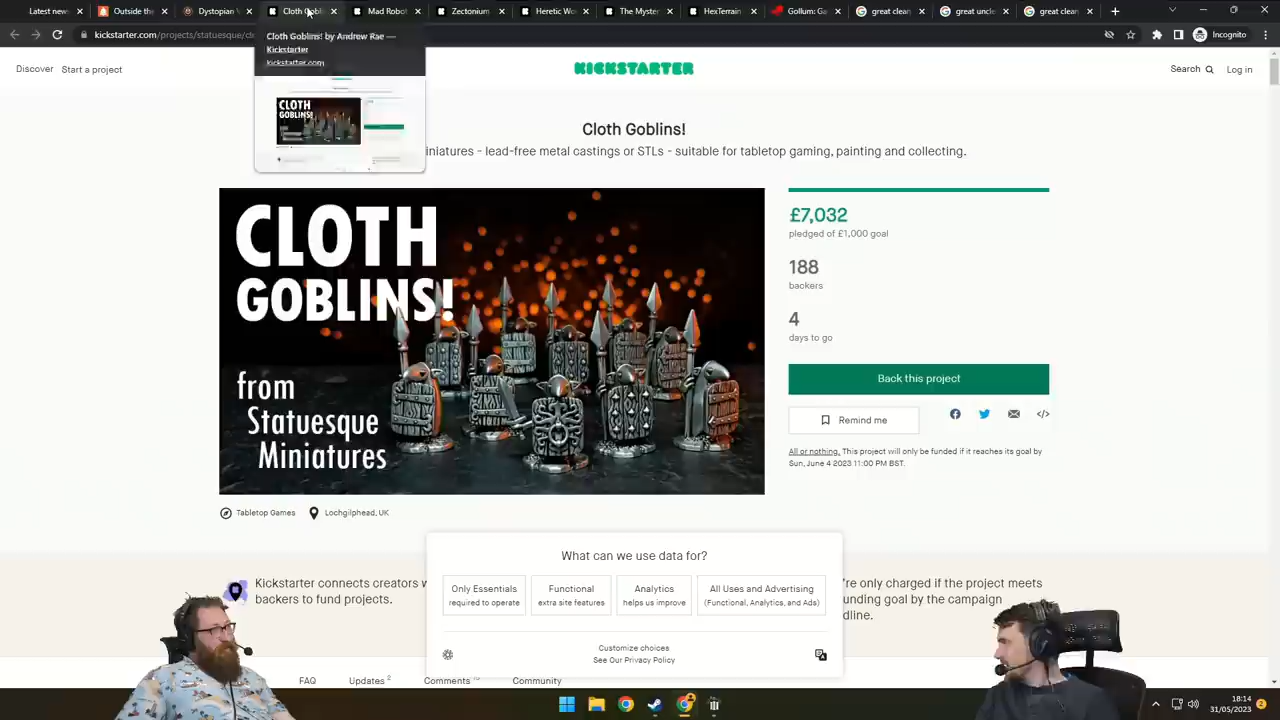 Latest news
Outside the
Dystopian
Cloth Gobl
Mad Robot
Zectonium
Heretic Wo
The Mumm
HexTerrain
Gollum: Ga
great uncle
great clean
Incognito
kickstarter.com/projects/statuesque/cl
Cloth Goblins! by Andrew Rae —
Kickstarter
kickstarter.com
CLOTH
GOBLINS!
Discover
Start a project
KICKSTARTER
Search
Log in
Cloth Goblins!
iniatures - lead-free metal castings or STLs - suitable for tabletop gaming, painting and collecting.
CLOTH
GOBLINS!
from
Statuesque
Miniatures
£7,032
pledged of £1,000 goal
188
backers
4
days to go
Back this project
Remind me
All or nothing. This project will only be funded if it reaches its goal by
Sun, June 4 2023 11:00 PM BST.
Tabletop Games
Lochgilphead, UK
Kickstarter connects creators w
backers to fund projects.
're only charged if the project meets
unding goal by the campaign
dline.
What can we use data for?
Only Essentials
required to operate
Functional
extra site features
Analytics
helps us improve
All Uses and Advertising
(Functional, Analytics, and Ads)
Customize choices
See Our Privacy Policy
FAQ
Updates 2
Comments
Community
18:14
31/05/2023
2